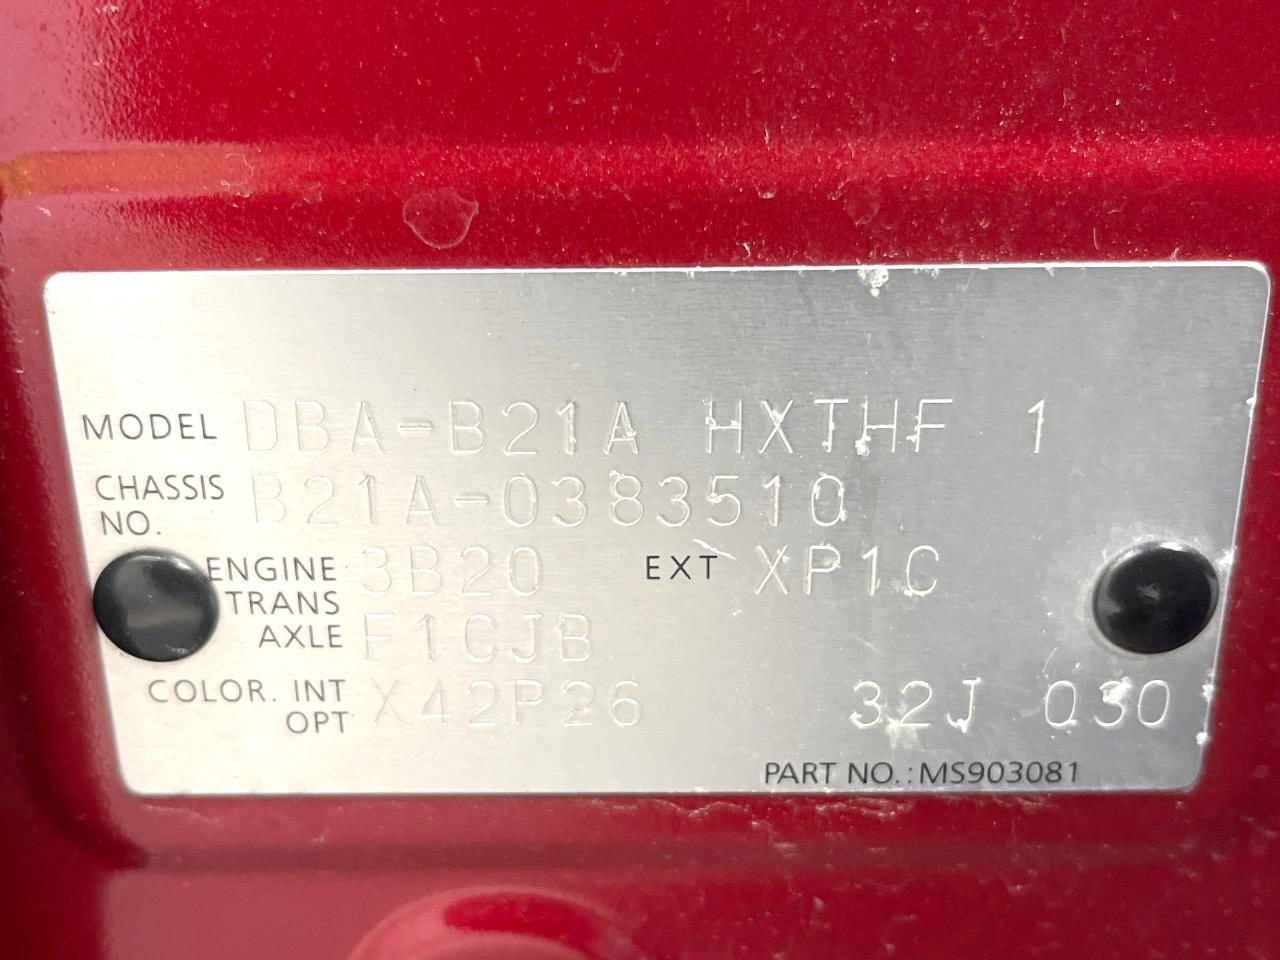 MODEL DBA-B21A HXTHF 1
CHASSIS NO. B21A-0383510
ENGINE 3B20 EXT XP1C
TRANS AXLE F1CJB
COLOR. INT OPT X42P26 32J 030
PART NO.:MS903081